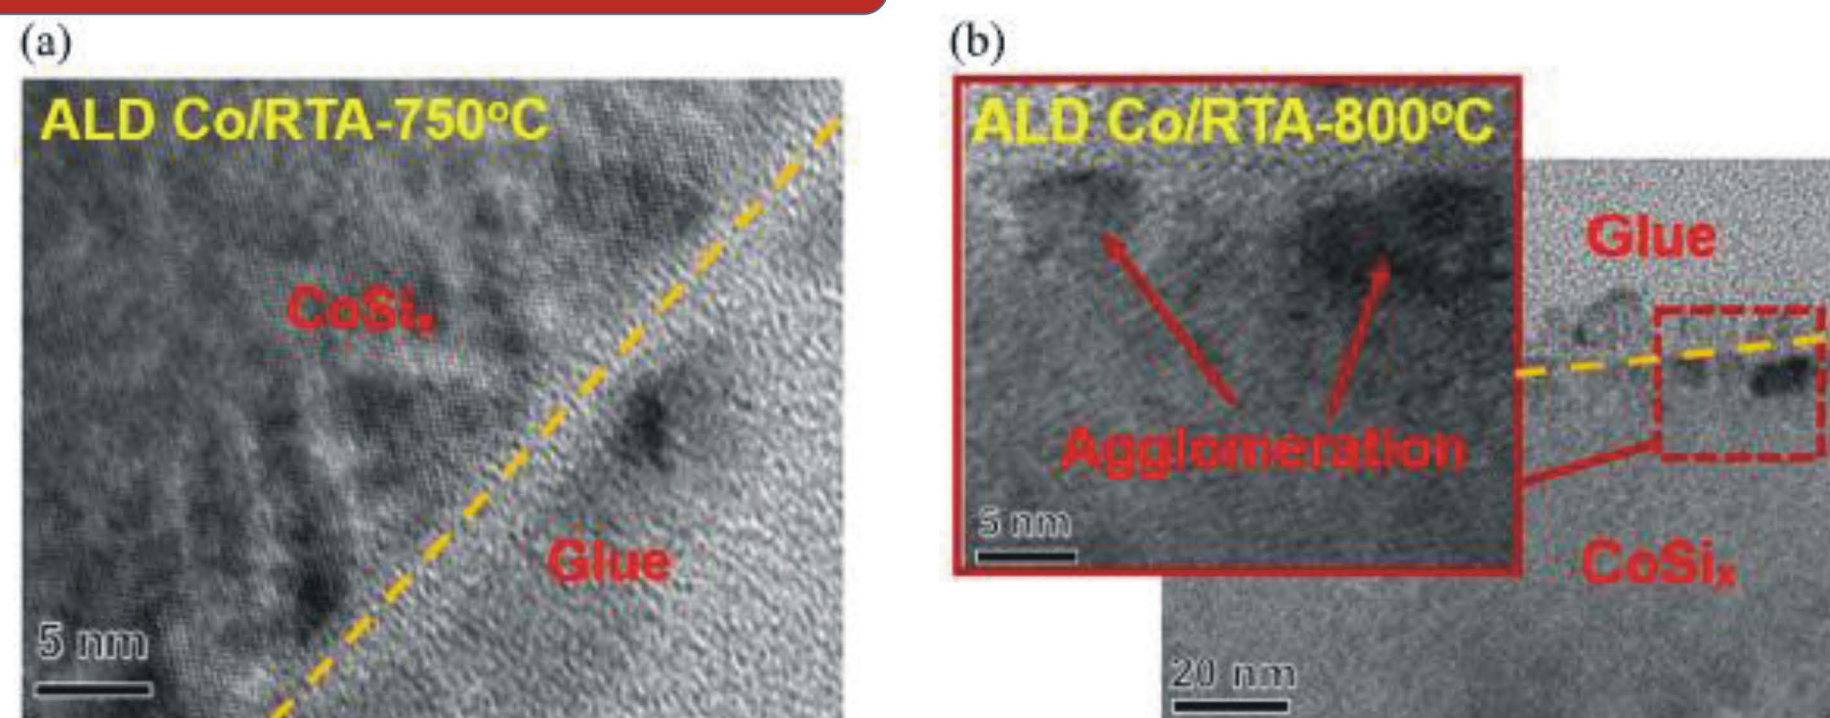 (a)
ALD Co/RTA-750°C
CoSiₓ
Glue
5 nm
(b)
ALD Co/RTA-800°C
Agglomeration
5 nm
Glue
CoSiₓ
20 nm